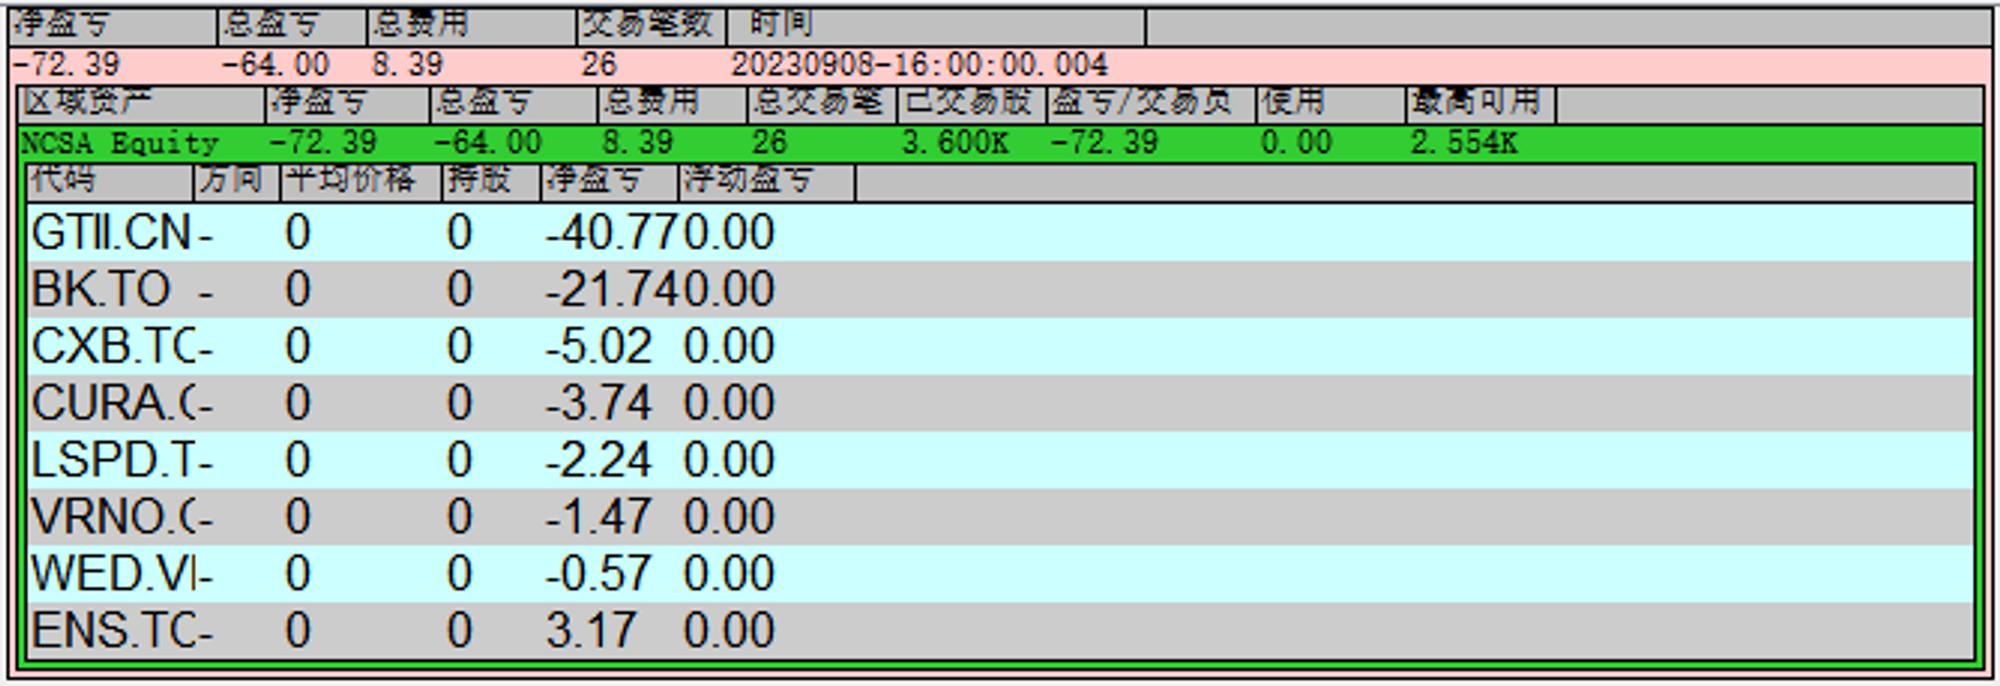 净盈亏 总盈亏 总费用 交易笔数 时间
-72.39 -64.00 8.39 26 20230908-16:00:00.004
区域资产 净盈亏 总盈亏 总费用 总交易笔 已交易股 盈亏/交易员 使用 最高可用
NCSA Equity -72.39 -64.00 8.39 26 3.600K -72.39 0.00 2.554K
代码 方向 平均价格 持股 净盈亏 浮动盈亏
GTII.CN - 0 0 -40.77 0.00
BK.TO - 0 0 -21.74 0.00
CXB.TO - 0 0 -5.02 0.00
CURA.C - 0 0 -3.74 0.00
LSPD.T - 0 0 -2.24 0.00
VRNO.C - 0 0 -1.47 0.00
WED.V - 0 0 -0.57 0.00
ENS.TO - 0 0 3.17 0.00